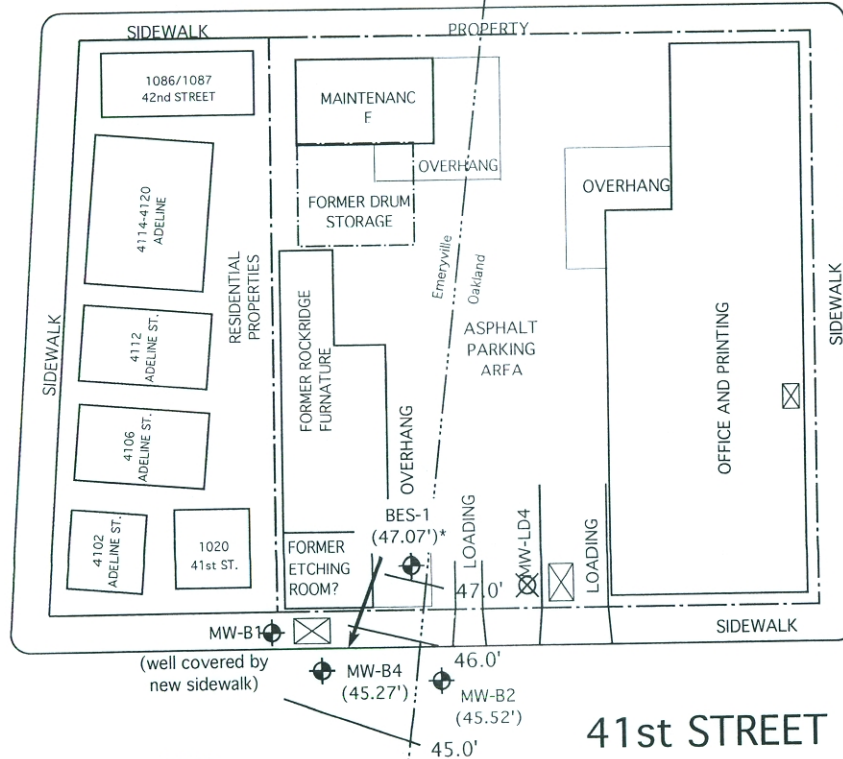 SIDEWALK
PROPERTY
1086/1087
42nd STREET
MAINTENANC
E
OVERHANG
OVERHANG
FORMER DRUM
STORAGE
4114-4120
ADELINE
RESIDENTIAL
PROPERTIES
Emeryville
Oakland
SIDEWALK
SIDEWALK
4112
ADELINE ST.
FORMER ROCKRIDGE
FURNATURE
ASPHALT
PARKING
AREA
OFFICE AND PRINTING
4106
ADELINE ST.
OVERHANG
4102
ADELINE ST.
1020
41st ST.
FORMER
ETCHING
ROOM?
BES-1
(47.07')*
LOADING
MW-LD4
LOADING
47.0'
MW-B1
(well covered by
new sidewalk)
SIDEWALK
46.0'
MW-B4
(45.27')
MW-B2
(45.52')
45.0'
41st STREET